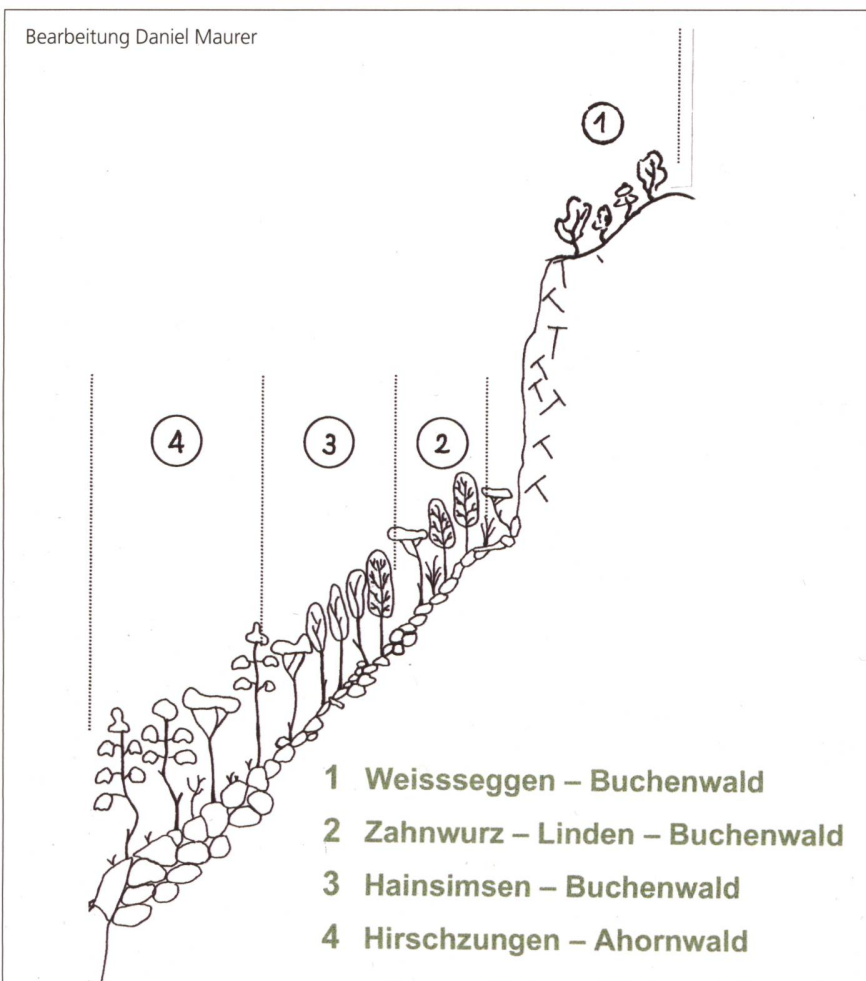 Bearbeitung Daniel Maurer
1
4
3
2
1 Weissseggen – Buchenwald
2 Zahnwurz – Linden – Buchenwald
3 Hainsimsen – Buchenwald
4 Hirschzungen – Ahornwald